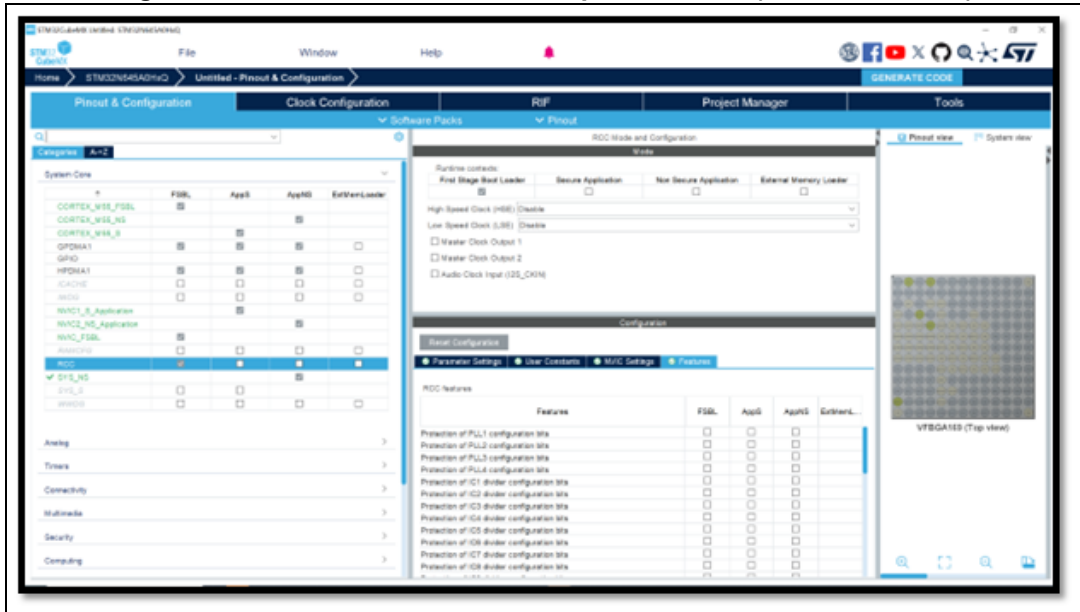 STM32CubeMX Untitled: STM32N645A0HxQ
STM32
CubeMX
File
Window
Help
Home
STM32N645A0HxQ
Untitled - Pinout & Configuration
GENERATE CODE
Pinout & Configuration
Clock Configuration
RIF
Project Manager
Tools
Software Packs
Pinout
Categories
A->Z
System Core
FSBL
AppS
AppNS
ExtMemLoader
CORTEX_M55_FSBL
CORTEX_M55_NS
CORTEX_M55_S
GPDMA1
GPIO
HPDMA1
ICACHE
IWDG
NVIC1_S_Application
NVIC2_NS_Application
NVIC_FSBL
RAMCFG
RCC
SYS_NS
SYS_S
WWDG
Analog
Timers
Connectivity
Multimedia
Security
Computing
RCC Mode and Configuration
Mode
Runtime contexts:
First Stage Boot Loader
Secure Application
Non Secure Application
External Memory Loader
High Speed Clock (HSE) Disable
Low Speed Clock (LSE) Disable
Master Clock Output 1
Master Clock Output 2
Audio Clock Input (I2S_CKIN)
Configuration
Reset Configuration
Parameter Settings
User Constants
NVIC Settings
Features
RCC features
Features
FSBL
AppS
AppNS
ExtMemL...
Protection of PLL1 configuration bits
Protection of PLL2 configuration bits
Protection of PLL3 configuration bits
Protection of PLL4 configuration bits
Protection of IC1 divider configuration bits
Protection of IC2 divider configuration bits
Protection of IC3 divider configuration bits
Protection of IC4 divider configuration bits
Protection of IC5 divider configuration bits
Protection of IC6 divider configuration bits
Protection of IC7 divider configuration bits
Protection of IC8 divider configuration bits
Pinout view
System view
VFBGA169 (Top view)